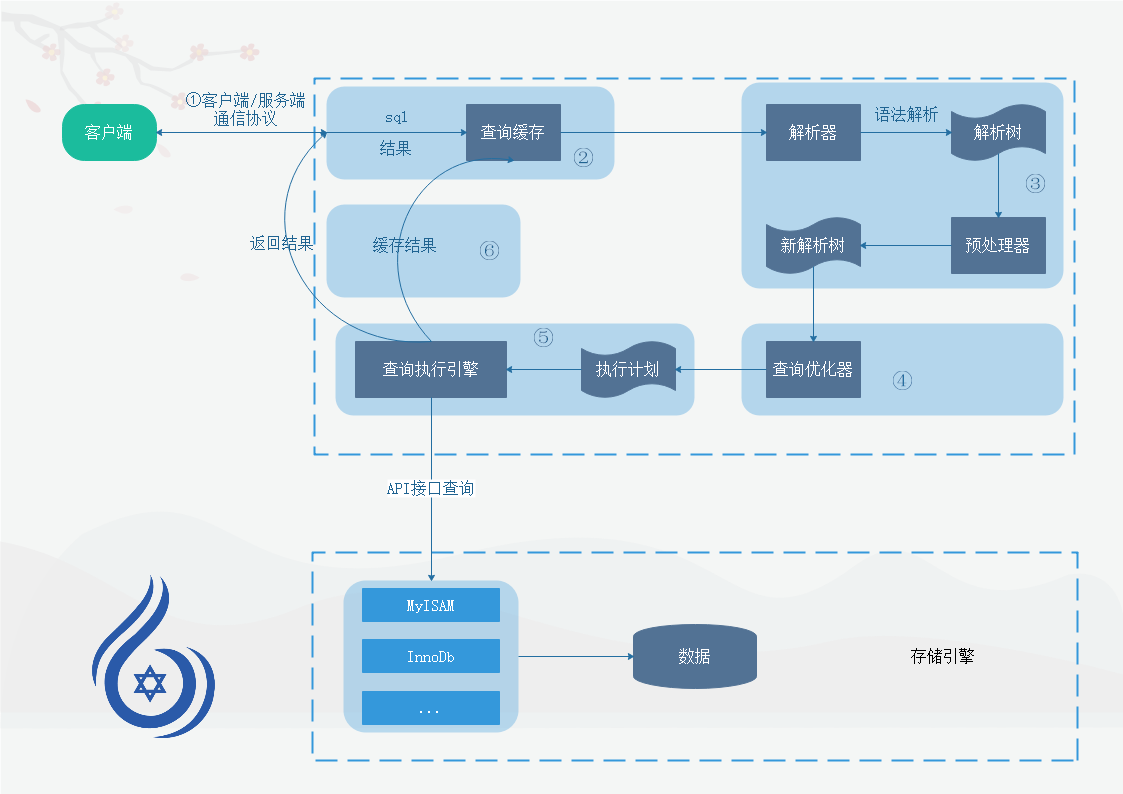 ①客户端/服务端
通信协议
客户端
sql
结果
查询缓存
②
解析器
语法解析
解析树
③
返回结果
缓存结果
⑥
新解析树
预处理器
⑤
查询执行引擎
执行计划
查询优化器
④
API接口查询
MyISAM
InnoDb
...
数据
存储引擎